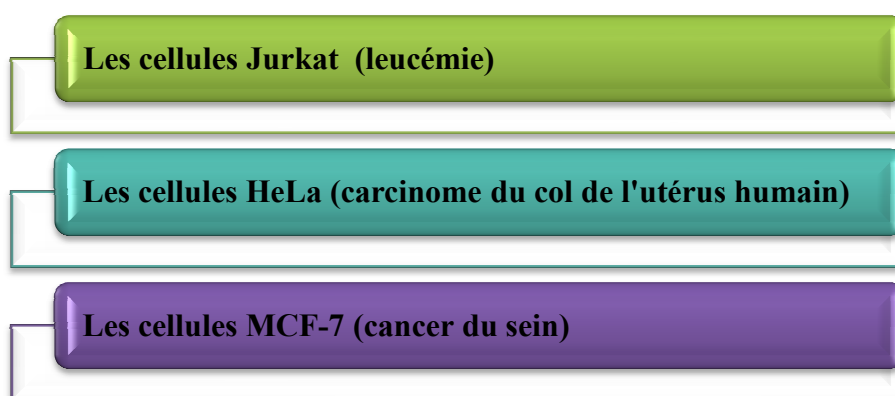 Les cellules Jurkat (leucémie)
Les cellules HeLa (carcinome du col de l'utérus humain)
Les cellules MCF-7 (cancer du sein)